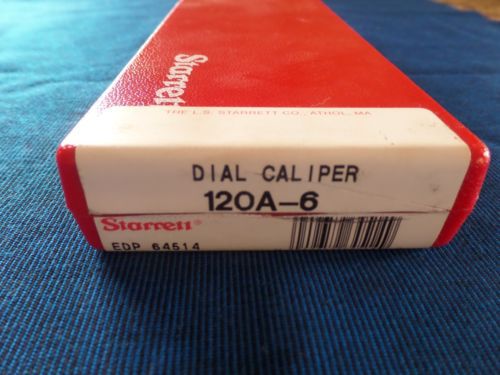 Starrett
THE L.S. STARRETT CO., ATHOL, MA
DIAL CALIPER
120A-6
Starrett®
EDP 64514